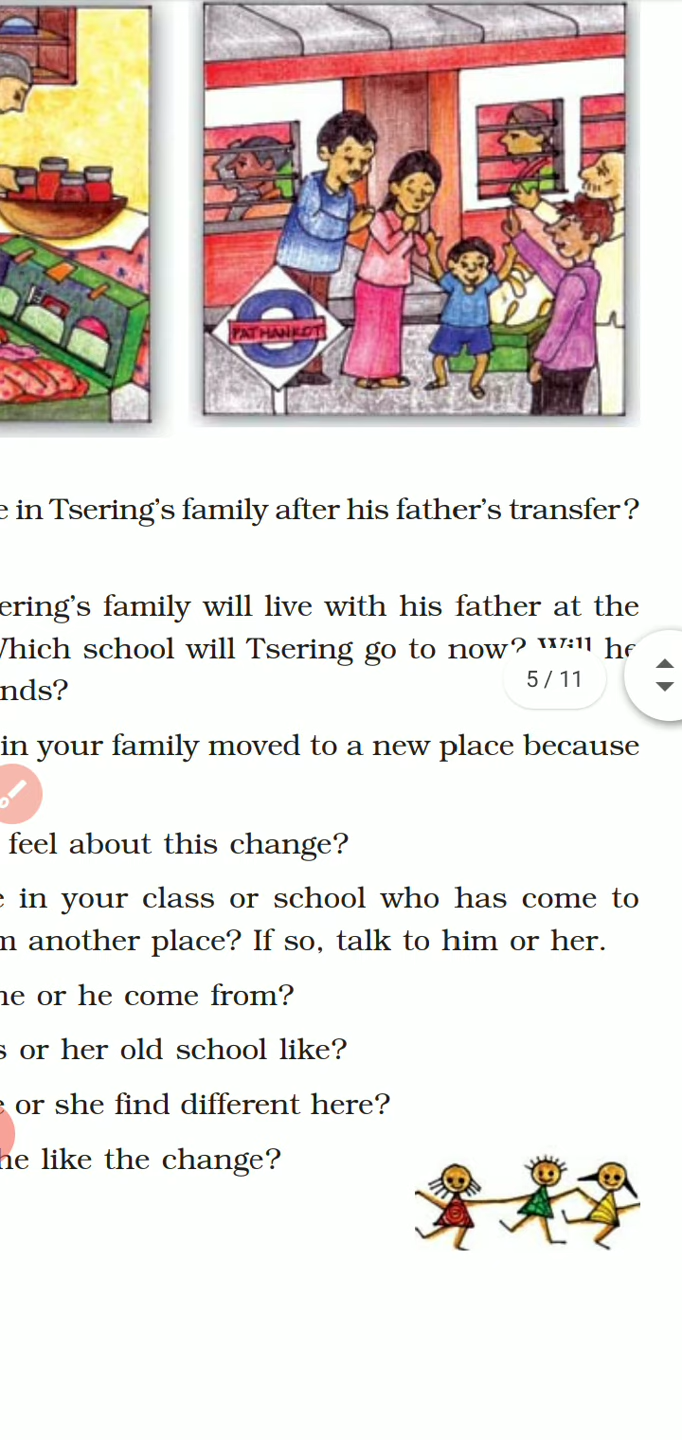 PATHANKOT
e in Tsering's family after his father's transfer?
ering's family will live with his father at the
Which school will Tsering go to now? Will he
nds?
5 / 11
in your family moved to a new place because
feel about this change?
e in your class or school who has come to
m another place? If so, talk to him or her.
he or he come from?
s or her old school like?
e or she find different here?
he like the change?